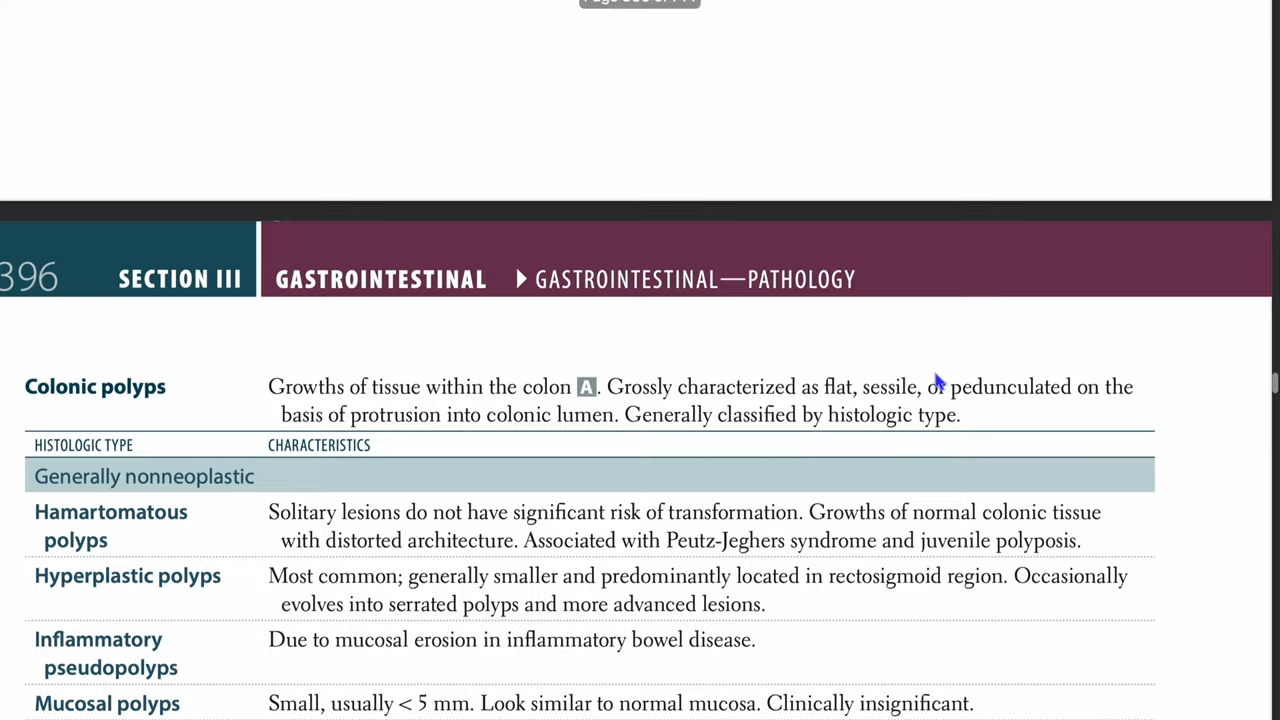 396 SECTION III GASTROINTESTINAL ▶ GASTROINTESTINAL—PATHOLOGY
Colonic polyps Growths of tissue within the colon A. Grossly characterized as flat, sessile, or pedunculated on the
basis of protrusion into colonic lumen. Generally classified by histologic type.
HISTOLOGIC TYPE CHARACTERISTICS
Generally nonneoplastic
Hamartomatous Solitary lesions do not have significant risk of transformation. Growths of normal colonic tissue
polyps with distorted architecture. Associated with Peutz-Jeghers syndrome and juvenile polyposis.
Hyperplastic polyps Most common; generally smaller and predominantly located in rectosigmoid region. Occasionally
evolves into serrated polyps and more advanced lesions.
Inflammatory Due to mucosal erosion in inflammatory bowel disease.
pseudopolyps
Mucosal polyps Small, usually < 5 mm. Look similar to normal mucosa. Clinically insignificant.